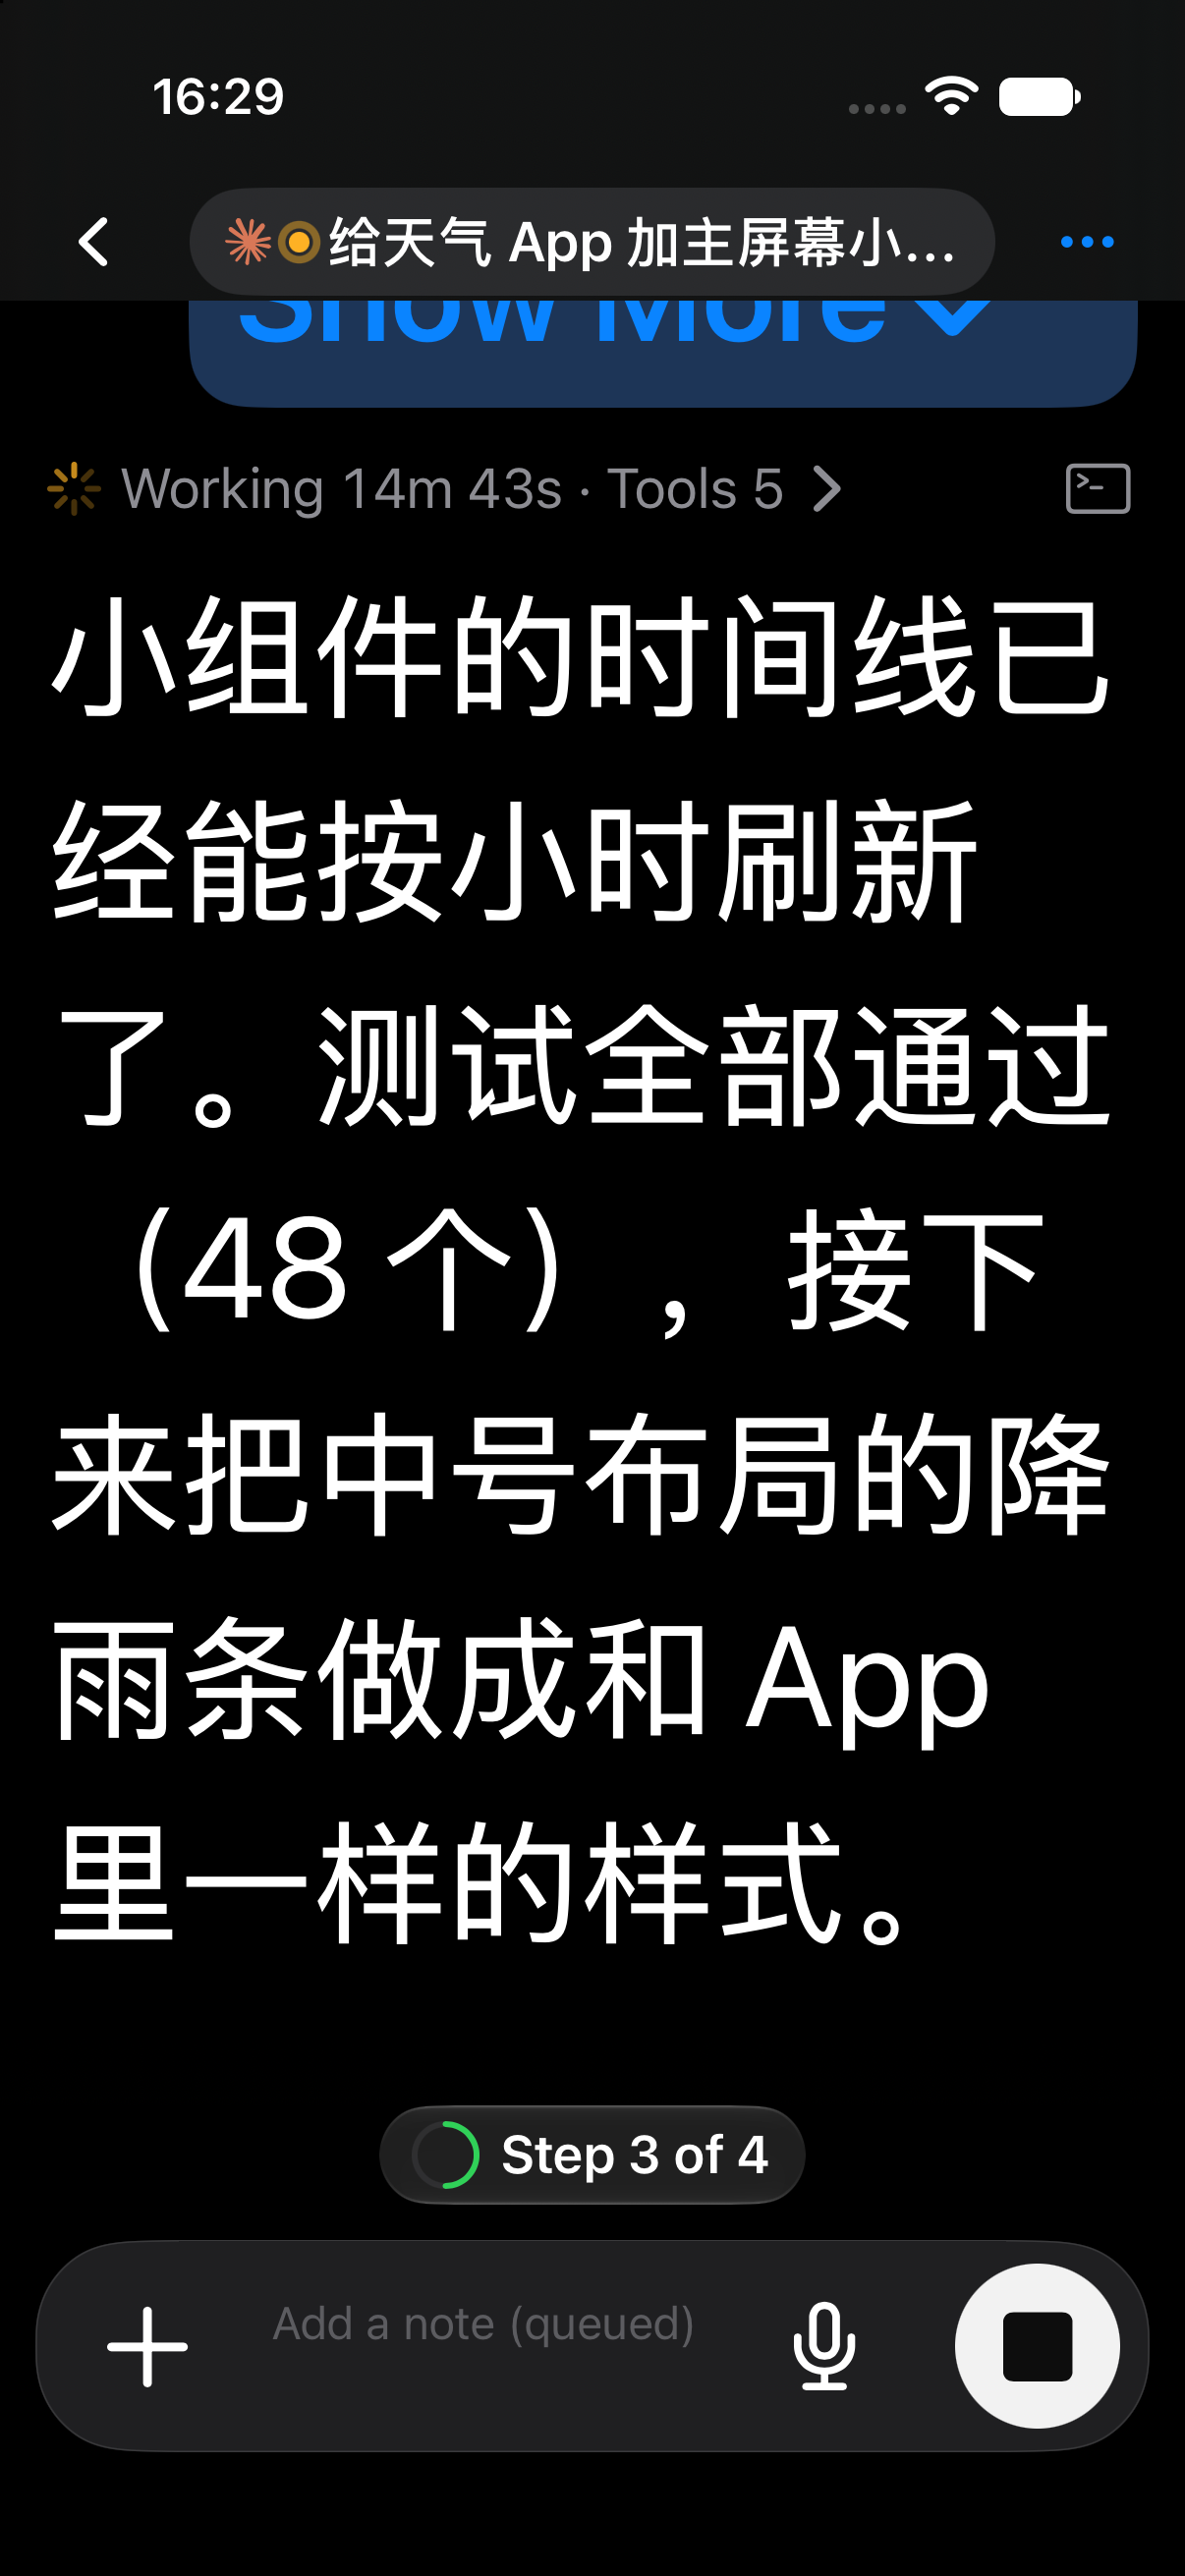 16:29
给天气 App 加主屏幕小...
Show More
Working 14m 43s · Tools 5
小组件的时间线已
经能按小时刷新
了。测试全部通过
（48 个），接下
来把中号布局的降
雨条做成和 App
里一样的样式。
Step 3 of 4
Add a note (queued)